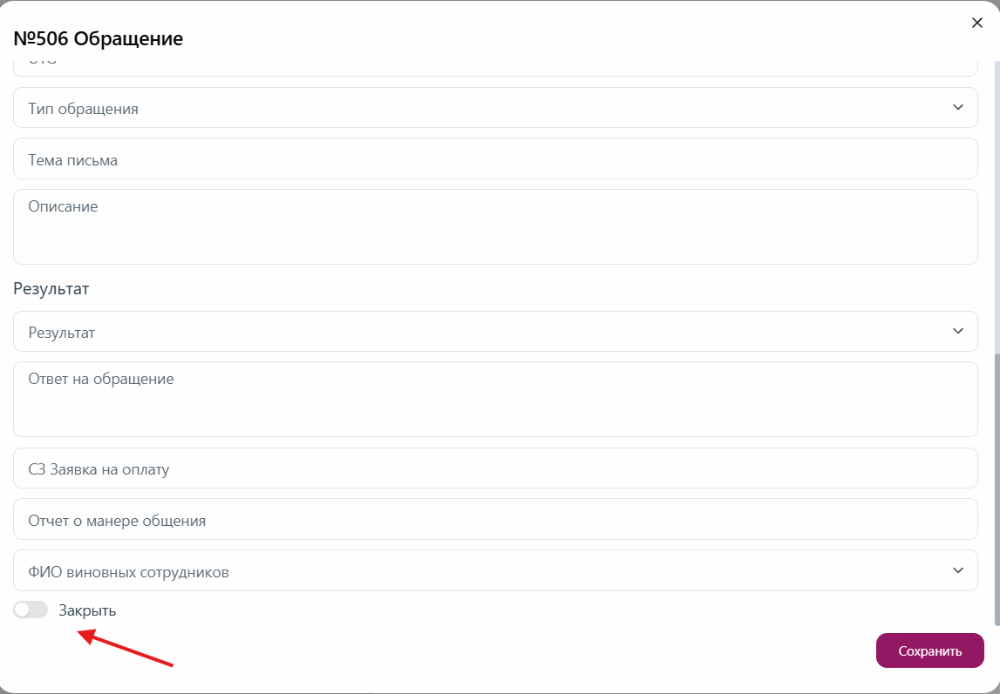 №506 Обращение
Тип обращения
Тема письма
Описание
Результат
Результат
Ответ на обращение
СЗ Заявка на оплату
Отчет о манере общения
ФИО виновных сотрудников
Закрыть
Сохранить